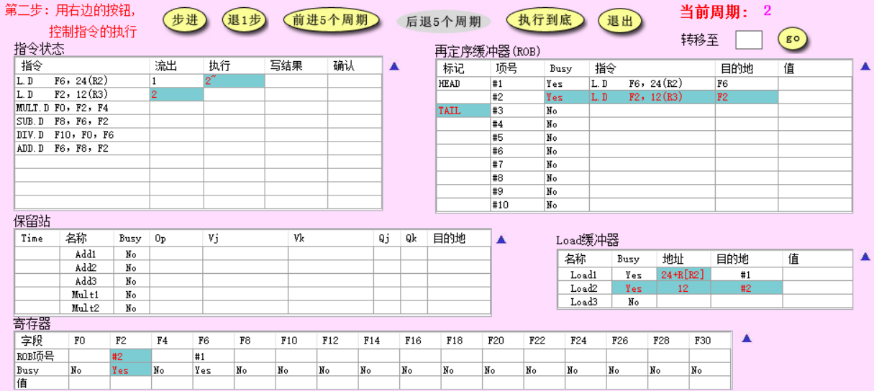 第二步：用右边的按钮，
控制指令的执行
步进 退1步 前进5个周期 后退5个周期 执行到底 退出
当前周期： 2
转移至 go
指令状态
指令 流出 执行 写结果 确认
L.D F6，24(R2) 1 2~
L.D F2，12(R3) 2
MULT.D F0，F2，F4
SUB.D F8，F6，F2
DIV.D F10，F0，F6
ADD.D F6，F8，F2
再定序缓冲器(ROB)
标记 项号 Busy 指令 目的地 值
HEAD #1 Yes L.D F6，24(R2) F6
#2 Yes L.D F2，12(R3) F2
TAIL #3 No
#4 No
#5 No
#6 No
#7 No
#8 No
#9 No
#10 No
保留站
Time 名称 Busy Op Vj Vk Qj Qk 目的地
Add1 No
Add2 No
Add3 No
Mult1 No
Mult2 No
Load缓冲器
名称 Busy 地址 目的地 值
Load1 Yes 24+R[R2] #1
Load2 Yes 12 #2
Load3 No
寄存器
字段 F0 F2 F4 F6 F8 F10 F12 F14 F16 F18 F20 F22 F24 F26 F28 F30
ROB项号 #2 #1
Busy No Yes No Yes No No No No No No No No No No No No
值